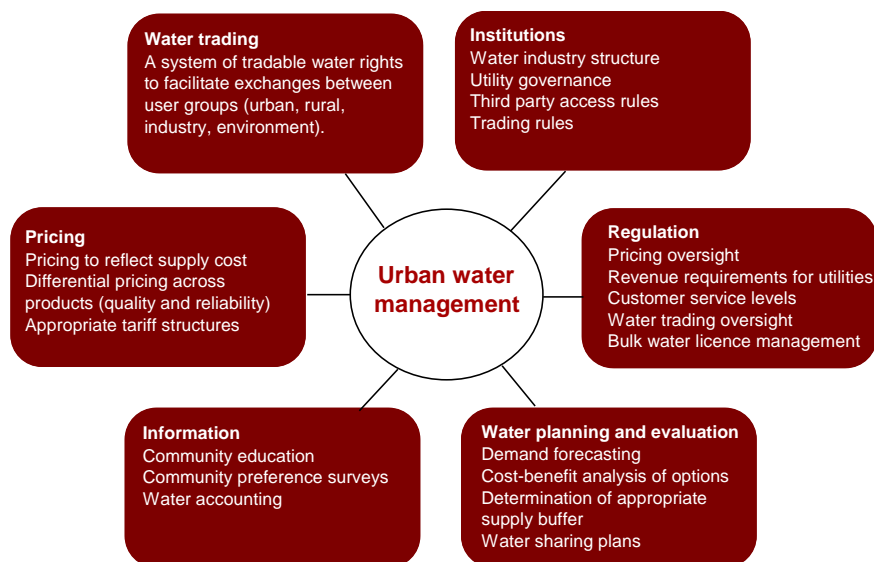 Water trading
A system of tradable water rights
to facilitate exchanges between
user groups (urban, rural,
industry, environment).
Institutions
Water industry structure
Utility governance
Third party access rules
Trading rules
Pricing
Pricing to reflect supply cost
Differential pricing across
products (quality and reliability)
Appropriate tariff structures
Urban water
management
Regulation
Pricing oversight
Revenue requirements for utilities
Customer service levels
Water trading oversight
Bulk water licence management
Information
Community education
Community preference surveys
Water accounting
Water planning and evaluation
Demand forecasting
Cost-benefit analysis of options
Determination of appropriate
supply buffer
Water sharing plans